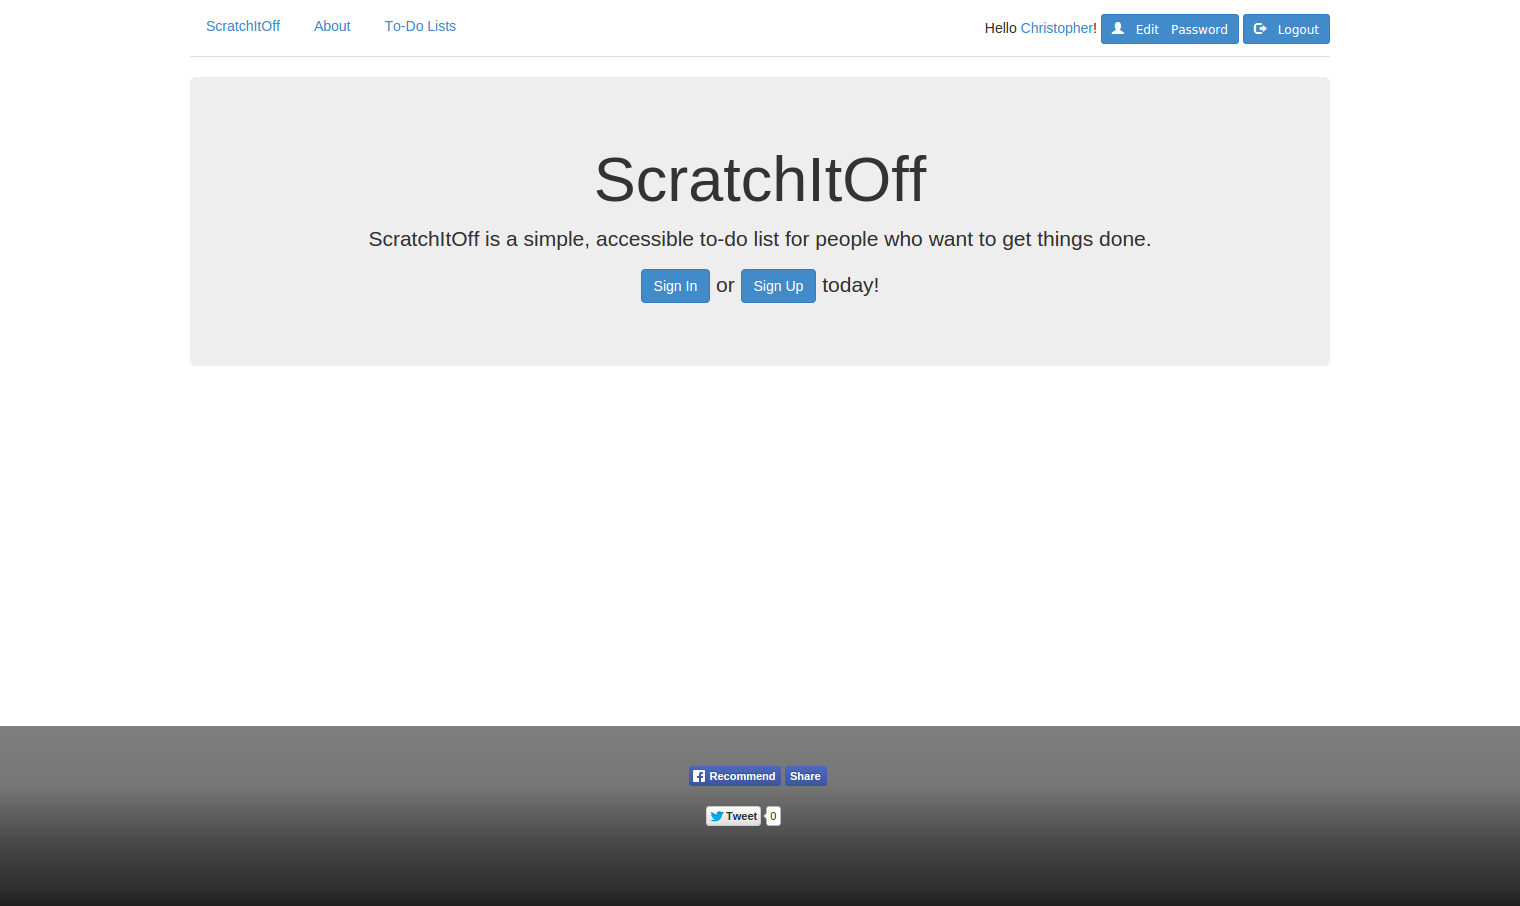 ScratchItOff About To-Do Lists Hello Christopher! Edit Password Logout
ScratchItOff
ScratchItOff is a simple, accessible to-do list for people who want to get things done.
Sign In or Sign Up today!
Recommend Share
Tweet 0